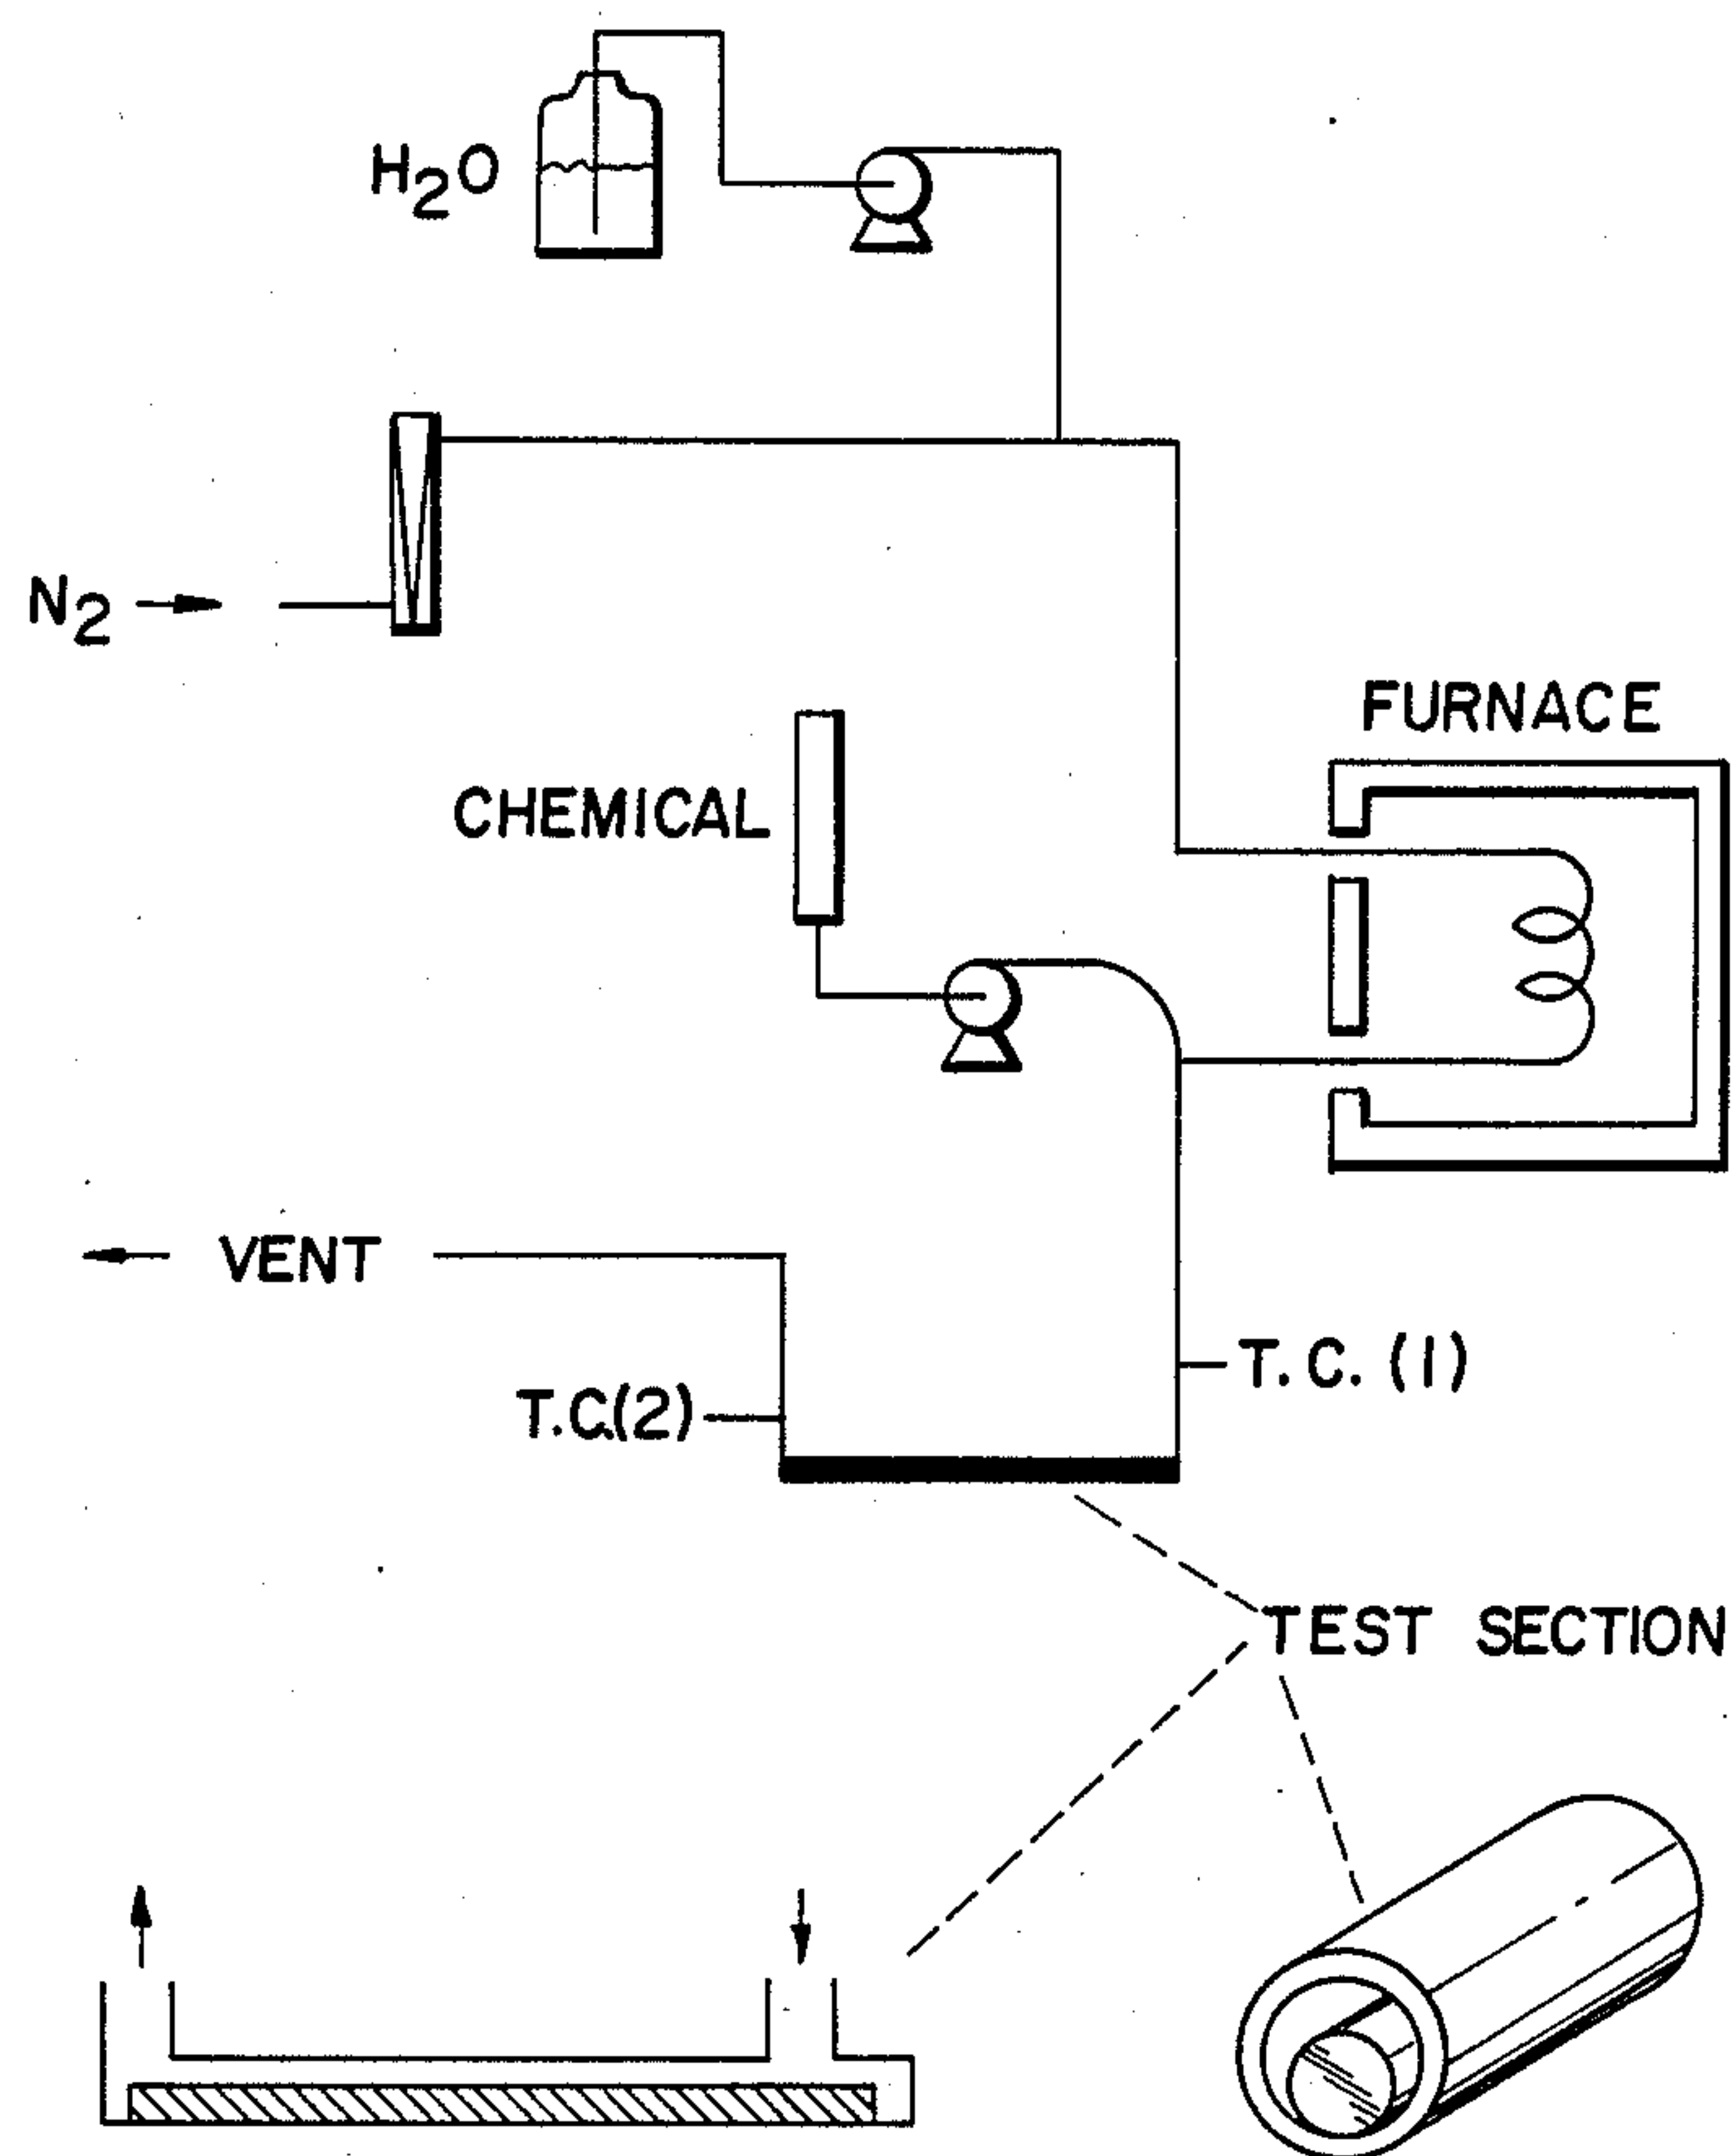 H₂O
N₂
FURNACE
CHEMICAL
VENT
T.C. (1)
T.C.(2)
TEST SECTION